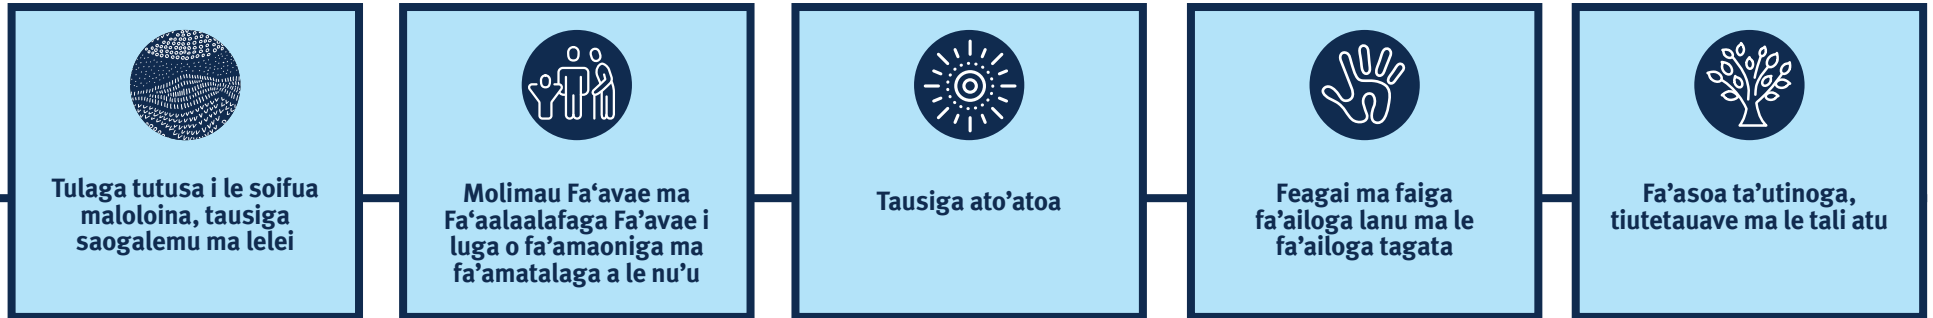 Tulaga tutusa i le soifua
maloloina, tausiga
saogalemu ma lelei
Molimau Fa‘avae ma
Fa‘aalaalafaga Fa’avae i
luga o fa’amaoniga ma
fa’amatalaga a le nu’u
Tausiga ato’atoa
Feagai ma faiga
fa’ailoga lanu ma le
fa’ailoga tagata
Fa’asoa ta’utinoga,
tiutetauave ma le tali atu